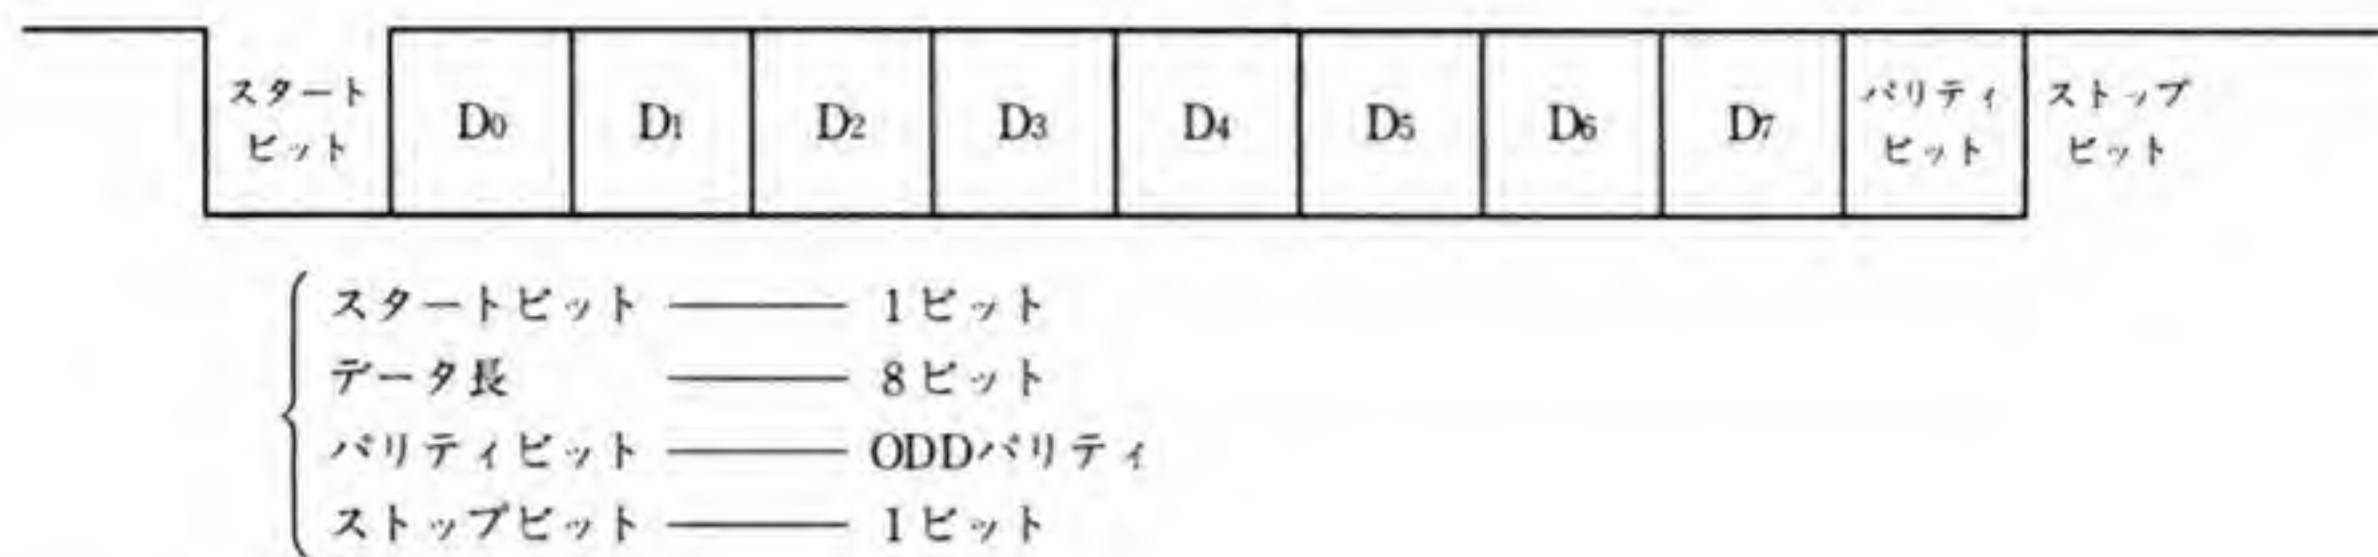 スタート
ビット
D0
D1
D2
D3
D4
D5
D6
D7
パリティ
ビット
ストップ
ビット
スタートビット ――― 1ビット
データ長 ――― 8ビット
パリティビット ――― ODDパリティ
ストップビット ――― 1ビット